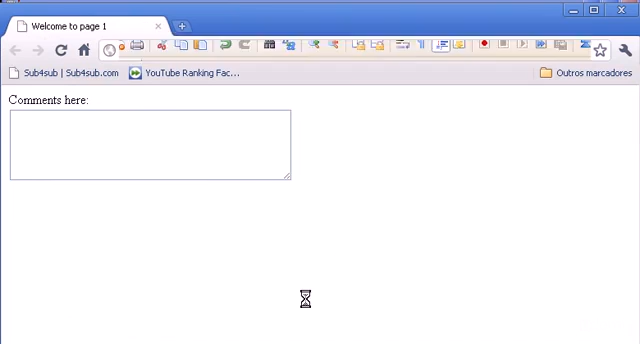 Welcome to page 1
Sub4sub | Sub4sub.com
YouTube Ranking Fac...
Outros marcadores
Comments here: